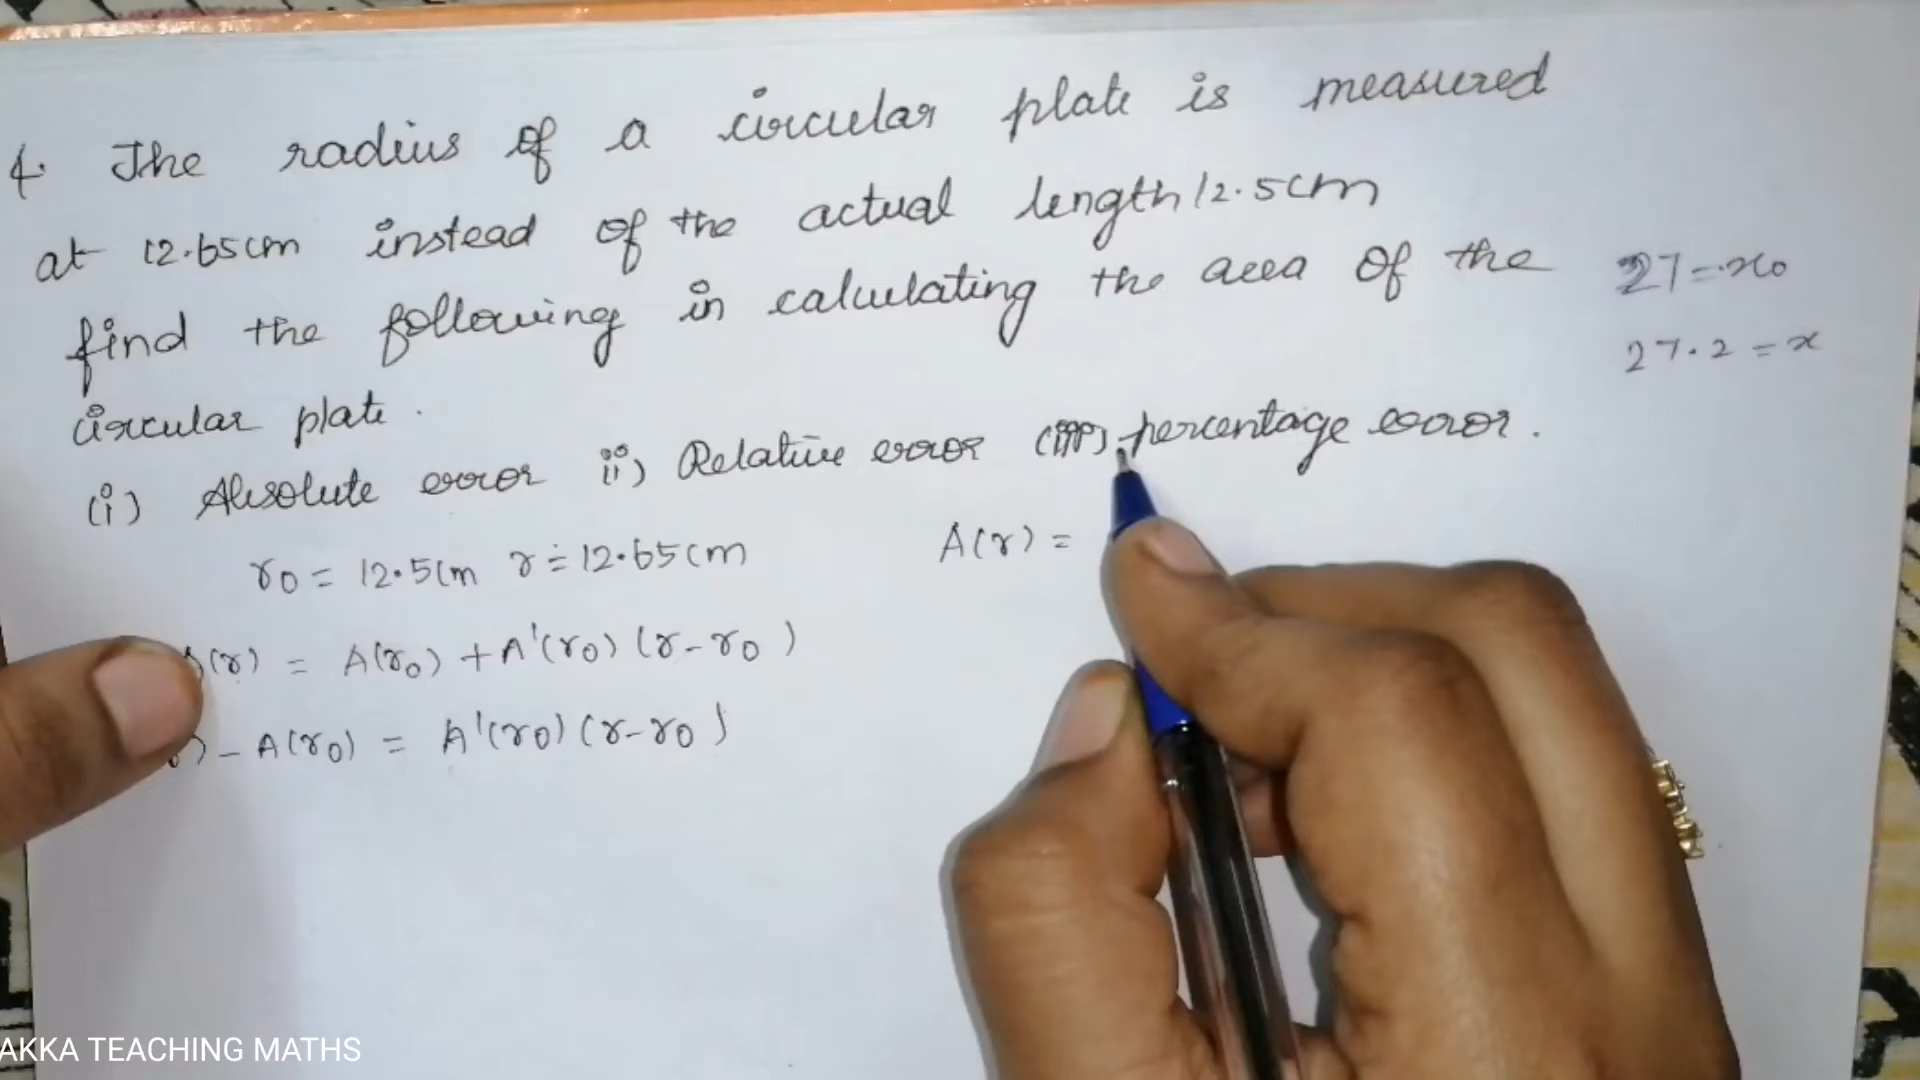 4. The radius of a circular plate is measured
at 12.65cm instead of the actual length 12.5cm
find the following in calculating the area of the
circular plate.
(i) Absolute error ii) Relative error (iii) percentage error.
27 = x0
27.2 = x
r0 = 12.5cm r = 12.65cm
A(r) =
(r) = A(r0) + A'(r0) (r-r0)
) - A(r0) = A'(r0) (r-r0)
AKKA TEACHING MATHS